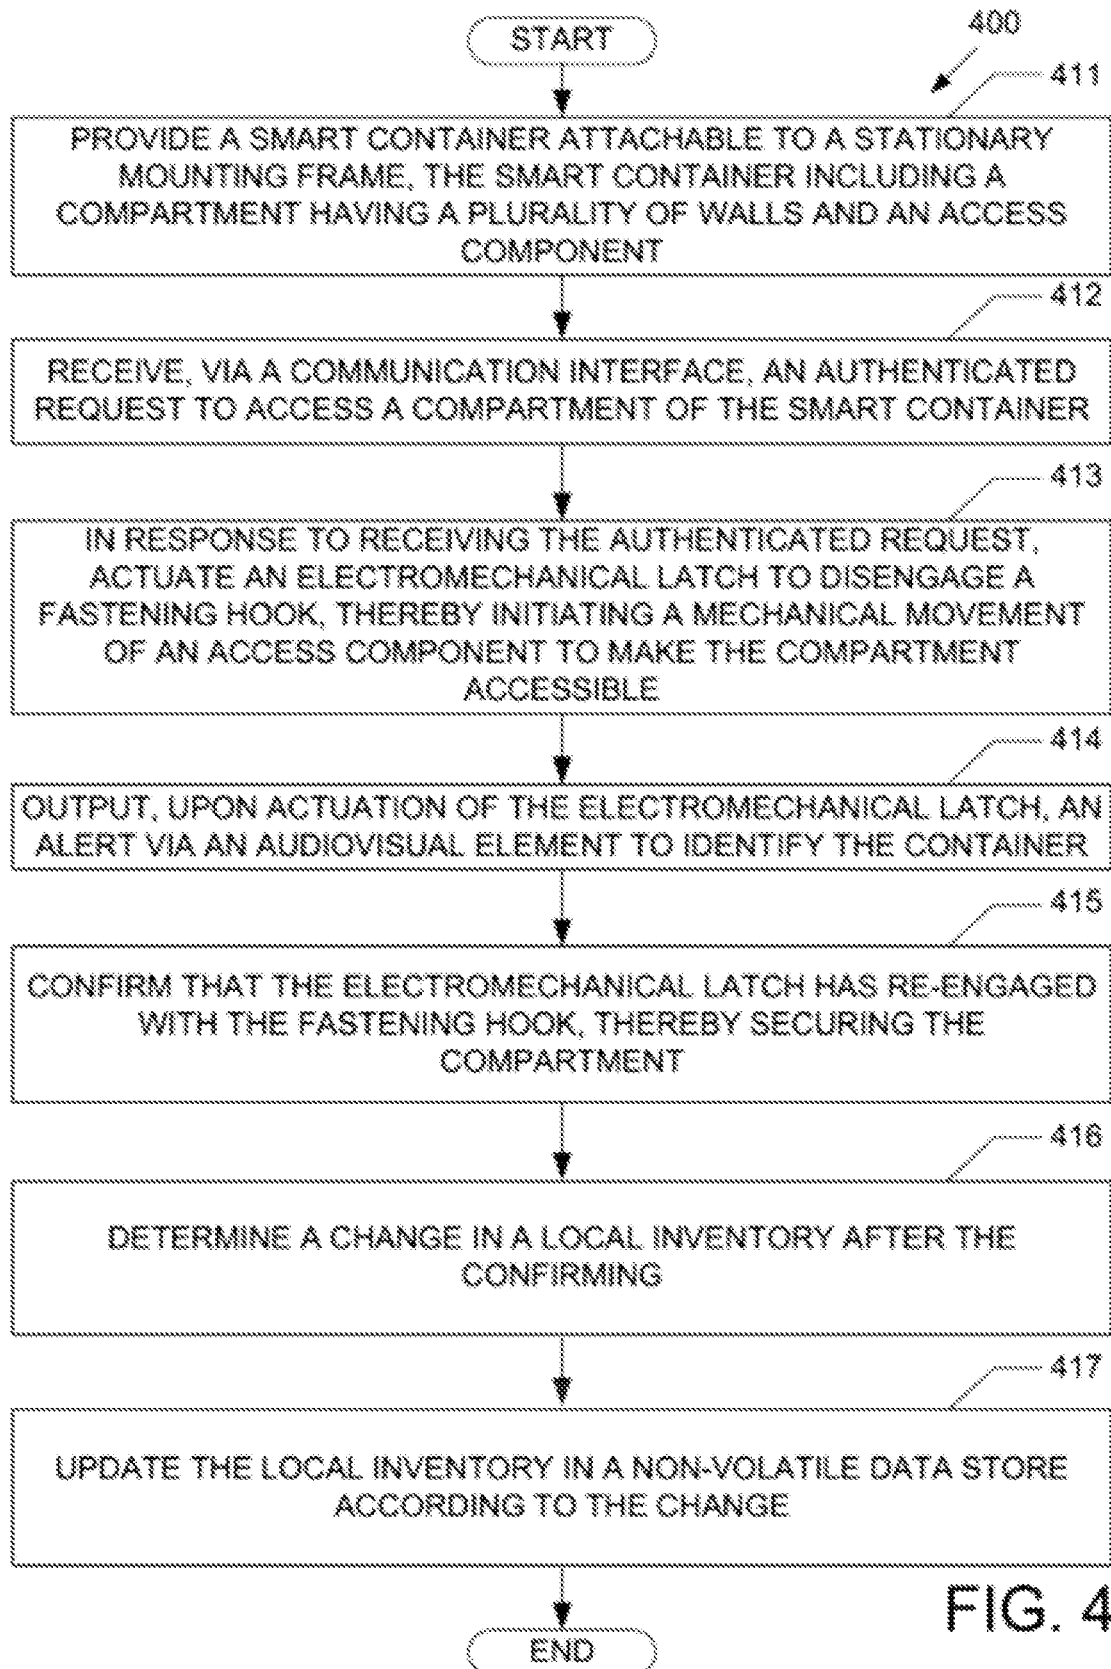 START
400
411
PROVIDE A SMART CONTAINER ATTACHABLE TO A STATIONARY
MOUNTING FRAME, THE SMART CONTAINER INCLUDING A
COMPARTMENT HAVING A PLURALITY OF WALLS AND AN ACCESS
COMPONENT
412
RECEIVE, VIA A COMMUNICATION INTERFACE, AN AUTHENTICATED
REQUEST TO ACCESS A COMPARTMENT OF THE SMART CONTAINER
413
IN RESPONSE TO RECEIVING THE AUTHENTICATED REQUEST,
ACTUATE AN ELECTROMECHANICAL LATCH TO DISENGAGE A
FASTENING HOOK, THEREBY INITIATING A MECHANICAL MOVEMENT
OF AN ACCESS COMPONENT TO MAKE THE COMPARTMENT
ACCESSIBLE
414
OUTPUT, UPON ACTUATION OF THE ELECTROMECHANICAL LATCH, AN
ALERT VIA AN AUDIOVISUAL ELEMENT TO IDENTIFY THE CONTAINER
415
CONFIRM THAT THE ELECTROMECHANICAL LATCH HAS RE-ENGAGED
WITH THE FASTENING HOOK, THEREBY SECURING THE
COMPARTMENT
416
DETERMINE A CHANGE IN A LOCAL INVENTORY AFTER THE
CONFIRMING
417
UPDATE THE LOCAL INVENTORY IN A NON-VOLATILE DATA STORE
ACCORDING TO THE CHANGE
FIG. 4
END